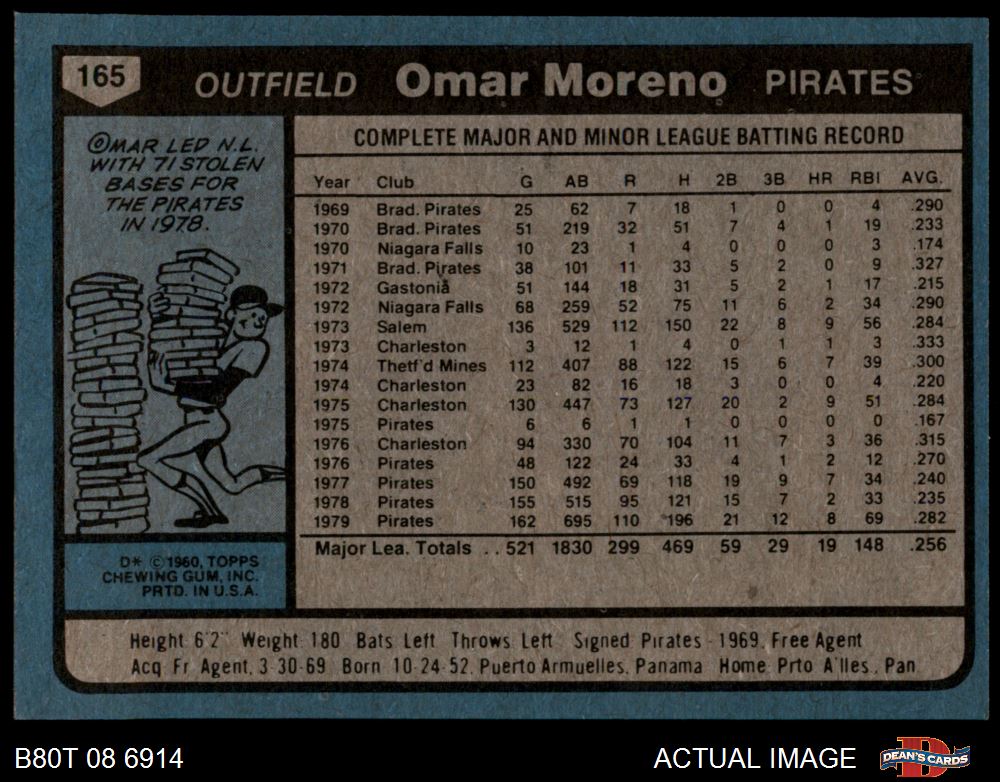 165 OUTFIELD Omar Moreno PIRATES
OMAR LED N.L.
WITH 71 STOLEN
BASES FOR
THE PIRATES
IN 1978.
D* © 1980, TOPPS
CHEWING GUM, INC.
PRTD. IN U.S.A.
COMPLETE MAJOR AND MINOR LEAGUE BATTING RECORD
Year Club G AB R H 2B 3B HR RBI AVG.
1969 Brad. Pirates 25 62 7 18 1 0 0 4 .290
1970 Brad. Pirates 51 219 32 51 7 4 1 19 .233
1970 Niagara Falls 10 23 1 4 0 0 0 3 .174
1971 Brad. Pirates 38 101 11 33 5 2 0 9 .327
1972 Gastonia 51 144 18 31 5 2 1 17 .215
1972 Niagara Falls 68 259 52 75 11 6 2 34 .290
1973 Salem 136 529 112 150 22 8 9 56 .284
1973 Charleston 3 12 1 4 0 1 1 3 .333
1974 Thetf'd Mines 112 407 88 122 15 6 7 39 .300
1974 Charleston 23 82 16 18 3 0 0 4 .220
1975 Charleston 130 447 73 127 20 2 9 51 .284
1975 Pirates 6 6 1 1 0 0 0 0 .167
1976 Charleston 94 330 70 104 11 7 3 36 .315
1976 Pirates 48 122 24 33 4 1 2 12 .270
1977 Pirates 150 492 69 118 19 9 7 34 .240
1978 Pirates 155 515 95 121 15 7 2 33 .235
1979 Pirates 162 695 110 196 21 12 8 69 .282
Major Lea. Totals . . 521 1830 299 469 59 29 19 148 .256
Height 6'2" Weight 180 Bats Left Throws Left Signed Pirates - 1969, Free Agent
Acq Fr Agent, 3-30-69 Born 10-24-52, Puerto Armuelles, Panama Home Prto A'lles., Pan
B80T 08 6914
ACTUAL IMAGE
DEAN'S CARDS